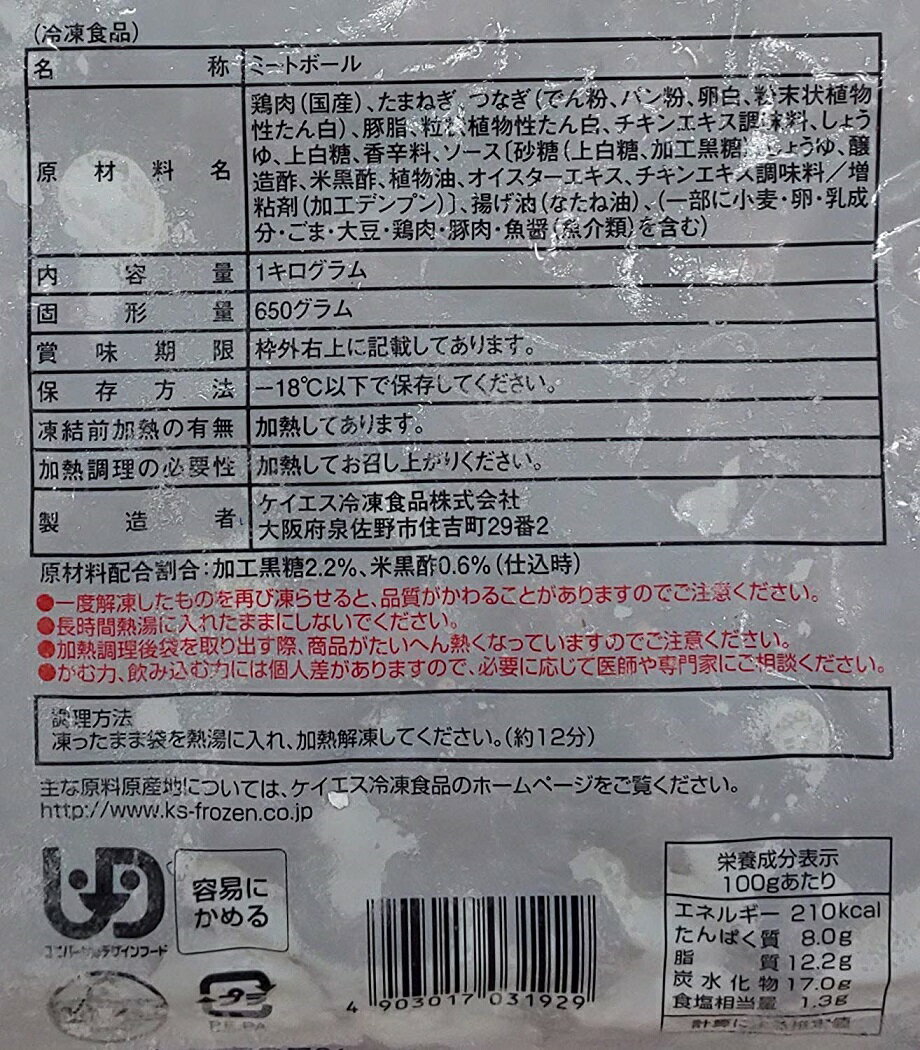 (冷凍食品)
名称 ミートボール
原材料名 鶏肉(国産)、たまねぎ、つなぎ(でん粉、パン粉、卵白、粉末状植物
性たん白)、豚脂、粒状植物性たん白、チキンエキス調味料、しょう
ゆ、上白糖、香辛料、ソース〔砂糖(上白糖、加工黒糖)、しょうゆ、醸
造酢、米黒酢、植物油、オイスターエキス、チキンエキス調味料/増
粘剤(加工デンプン)〕、揚げ油(なたね油)、(一部に小麦・卵・乳成
分・ごま・大豆・鶏肉・豚肉・魚醤(魚介類)を含む)
内容量 1キログラム
固形量 650グラム
賞味期限 枠外右上に記載してあります。
保存方法 −18℃以下で保存してください。
凍結前加熱の有無 加熱してあります。
加熱調理の必要性 加熱してお召し上がりください。
製造者 ケイエス冷凍食品株式会社
大阪府泉佐野市住吉町29番2
原材料配合割合:加工黒糖2.2%、米黒酢0.6%(仕込時)
●一度解凍したものを再び凍らせると、品質がかわることがありますのでご注意ください。
●長時間熱湯に入れたままにしないでください。
●加熱調理後袋を取り出す際、商品がたいへん熱くなっていますのでご注意ください。
●かむ力、飲み込む力には個人差がありますので、必要に応じて医師や専門家にご相談ください。
調理方法
凍ったまま袋を熱湯に入れ、加熱解凍してください。(約12分)
主な原料原産地については、ケイエス冷凍食品のホームページをご覧ください。
http://www.ks-frozen.co.jp
UD
ユニバーサルデザインフード
容易に
かめる
プラ
PE,PA
4 903017 031929
栄養成分表示
100gあたり
エネルギー 210kcal
たんぱく質 8.0g
脂質 12.2g
炭水化物 17.0g
食塩相当量 1.3g
計算による推定値